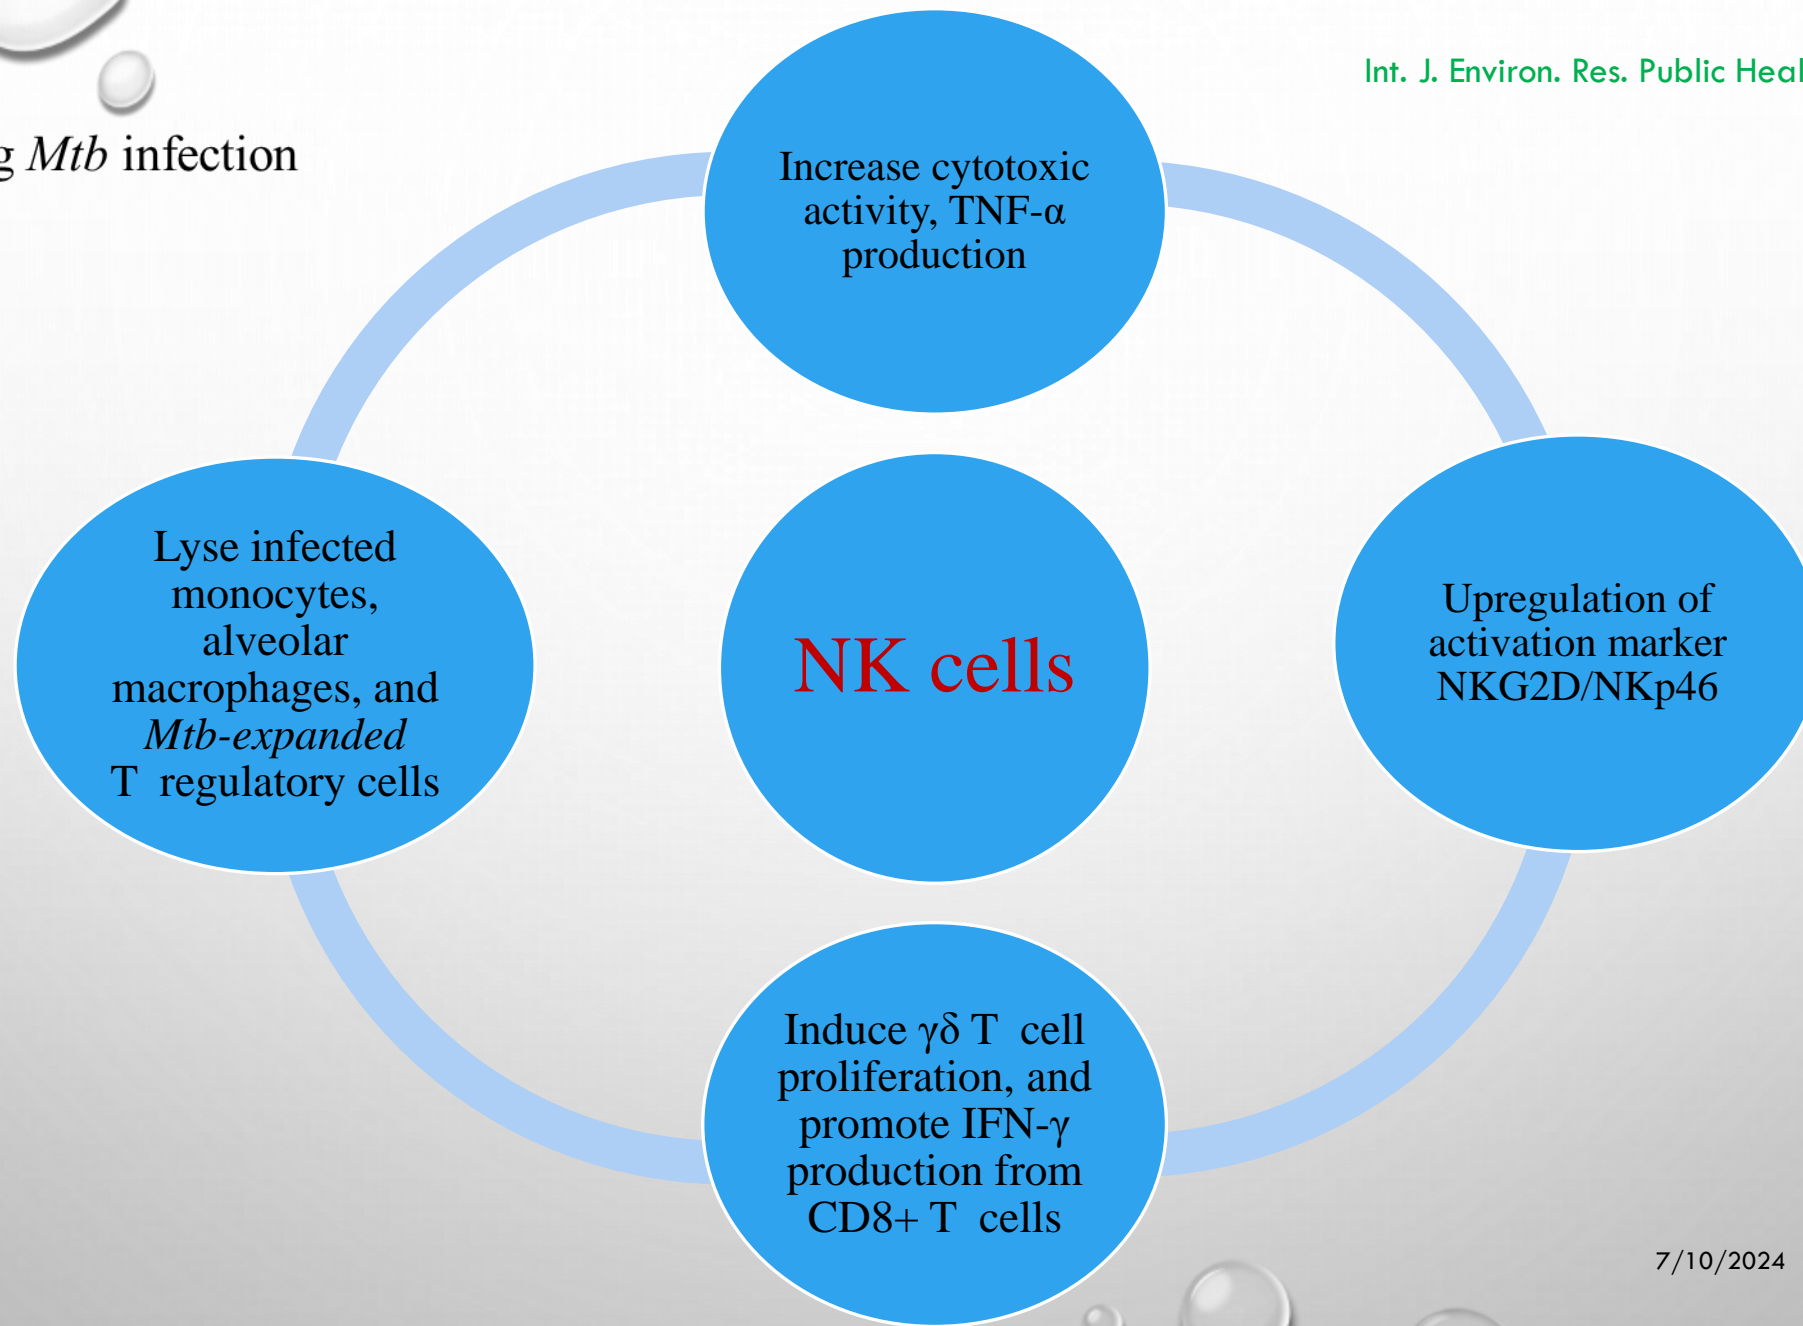 Int. J. Environ. Res. Public Heal
g Mtb infection
Increase cytotoxic
activity, TNF-α
production
Lyse infected
monocytes,
alveolar
macrophages, and
Mtb-expanded
T regulatory cells
NK cells
Upregulation of
activation marker
NKG2D/NKp46
Induce γδ T cell
proliferation, and
promote IFN-γ
production from
CD8+ T cells
7/10/2024